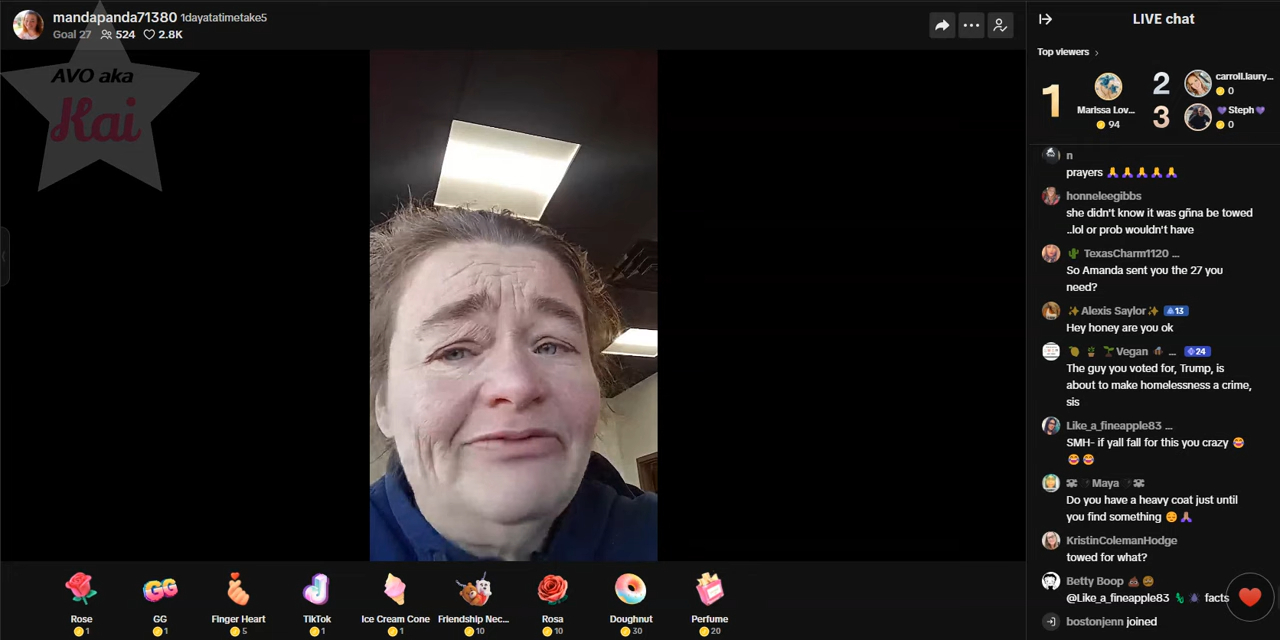 mandapanda71380 1dayatatimetake5
Goal 27 524 2.8K
AVO aka
Kai
LIVE chat
Top viewers >
1
Marissa Lov...
94
2
carroll.laury...
0
3
Steph
0
n
prayers
honneleegibbs
she didn't know it was gñna be towed
..lol or prob wouldn't have
TexasCharm1120 ...
So Amanda sent you the 27 you
need?
Alexis Saylor 13
Hey honey are you ok
Vegan ... 24
The guy you voted for, Trump, is
about to make homelessness a crime,
sis
Like_a_fineapple83 ...
SMH- if yall fall for this you crazy
Maya
Do you have a heavy coat just until
you find something
KristinColemanHodge
towed for what?
Betty Boop
@Like_a_fineapple83 facts
bostonjenn joined
Rose
1
GG
1
Finger Heart
5
TikTok
1
Ice Cream Cone
1
Friendship Nec...
10
Rosa
10
Doughnut
30
Perfume
20